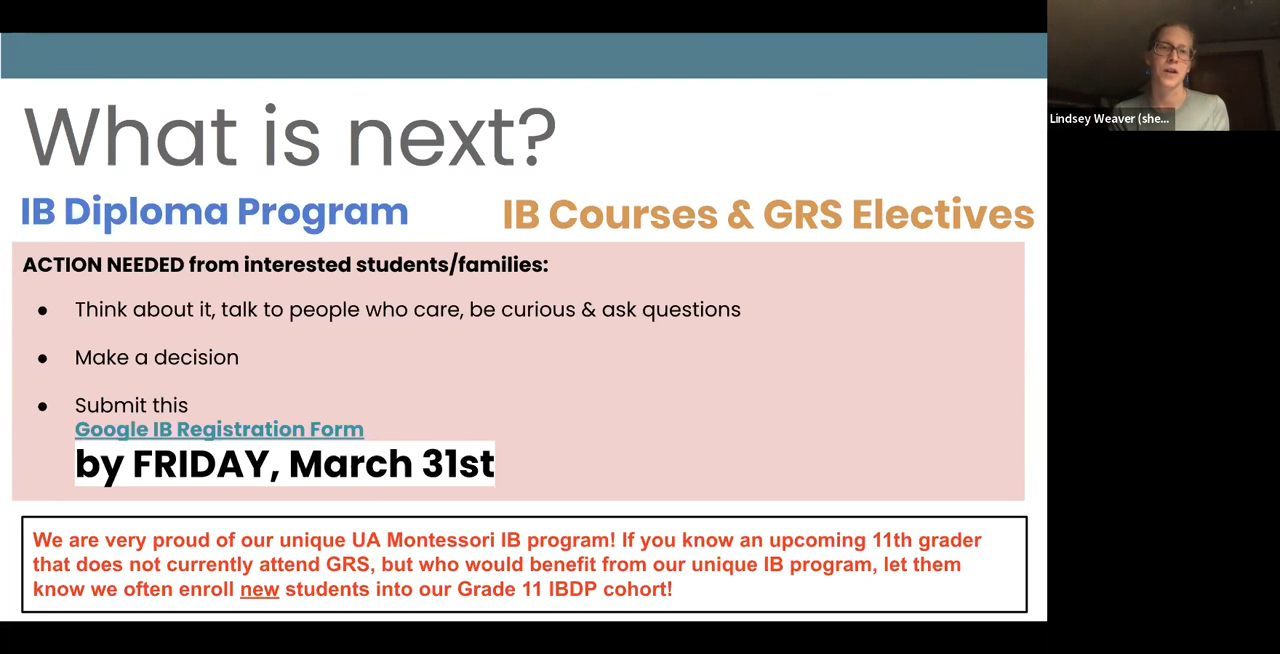 What is next?
IB Diploma Program
IB Courses & GRS Electives
ACTION NEEDED from interested students/families:
● Think about it, talk to people who care, be curious & ask questions
● Make a decision
● Submit this
Google IB Registration Form
by FRIDAY, March 31st
We are very proud of our unique UA Montessori IB program! If you know an upcoming 11th grader
that does not currently attend GRS, but who would benefit from our unique IB program, let them
know we often enroll new students into our Grade 11 IBDP cohort!
Lindsey Weaver (she...